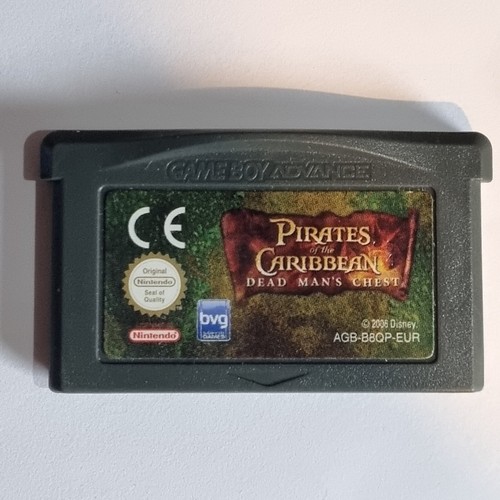 GAME BOY ADVANCE
CE
PIRATES
of the
CARIBBEAN
DEAD MAN'S CHEST
Original
Nintendo
Seal of
Quality
Nintendo
bvg
GAMES
© 2006 Disney.
AGB-B8QP-EUR